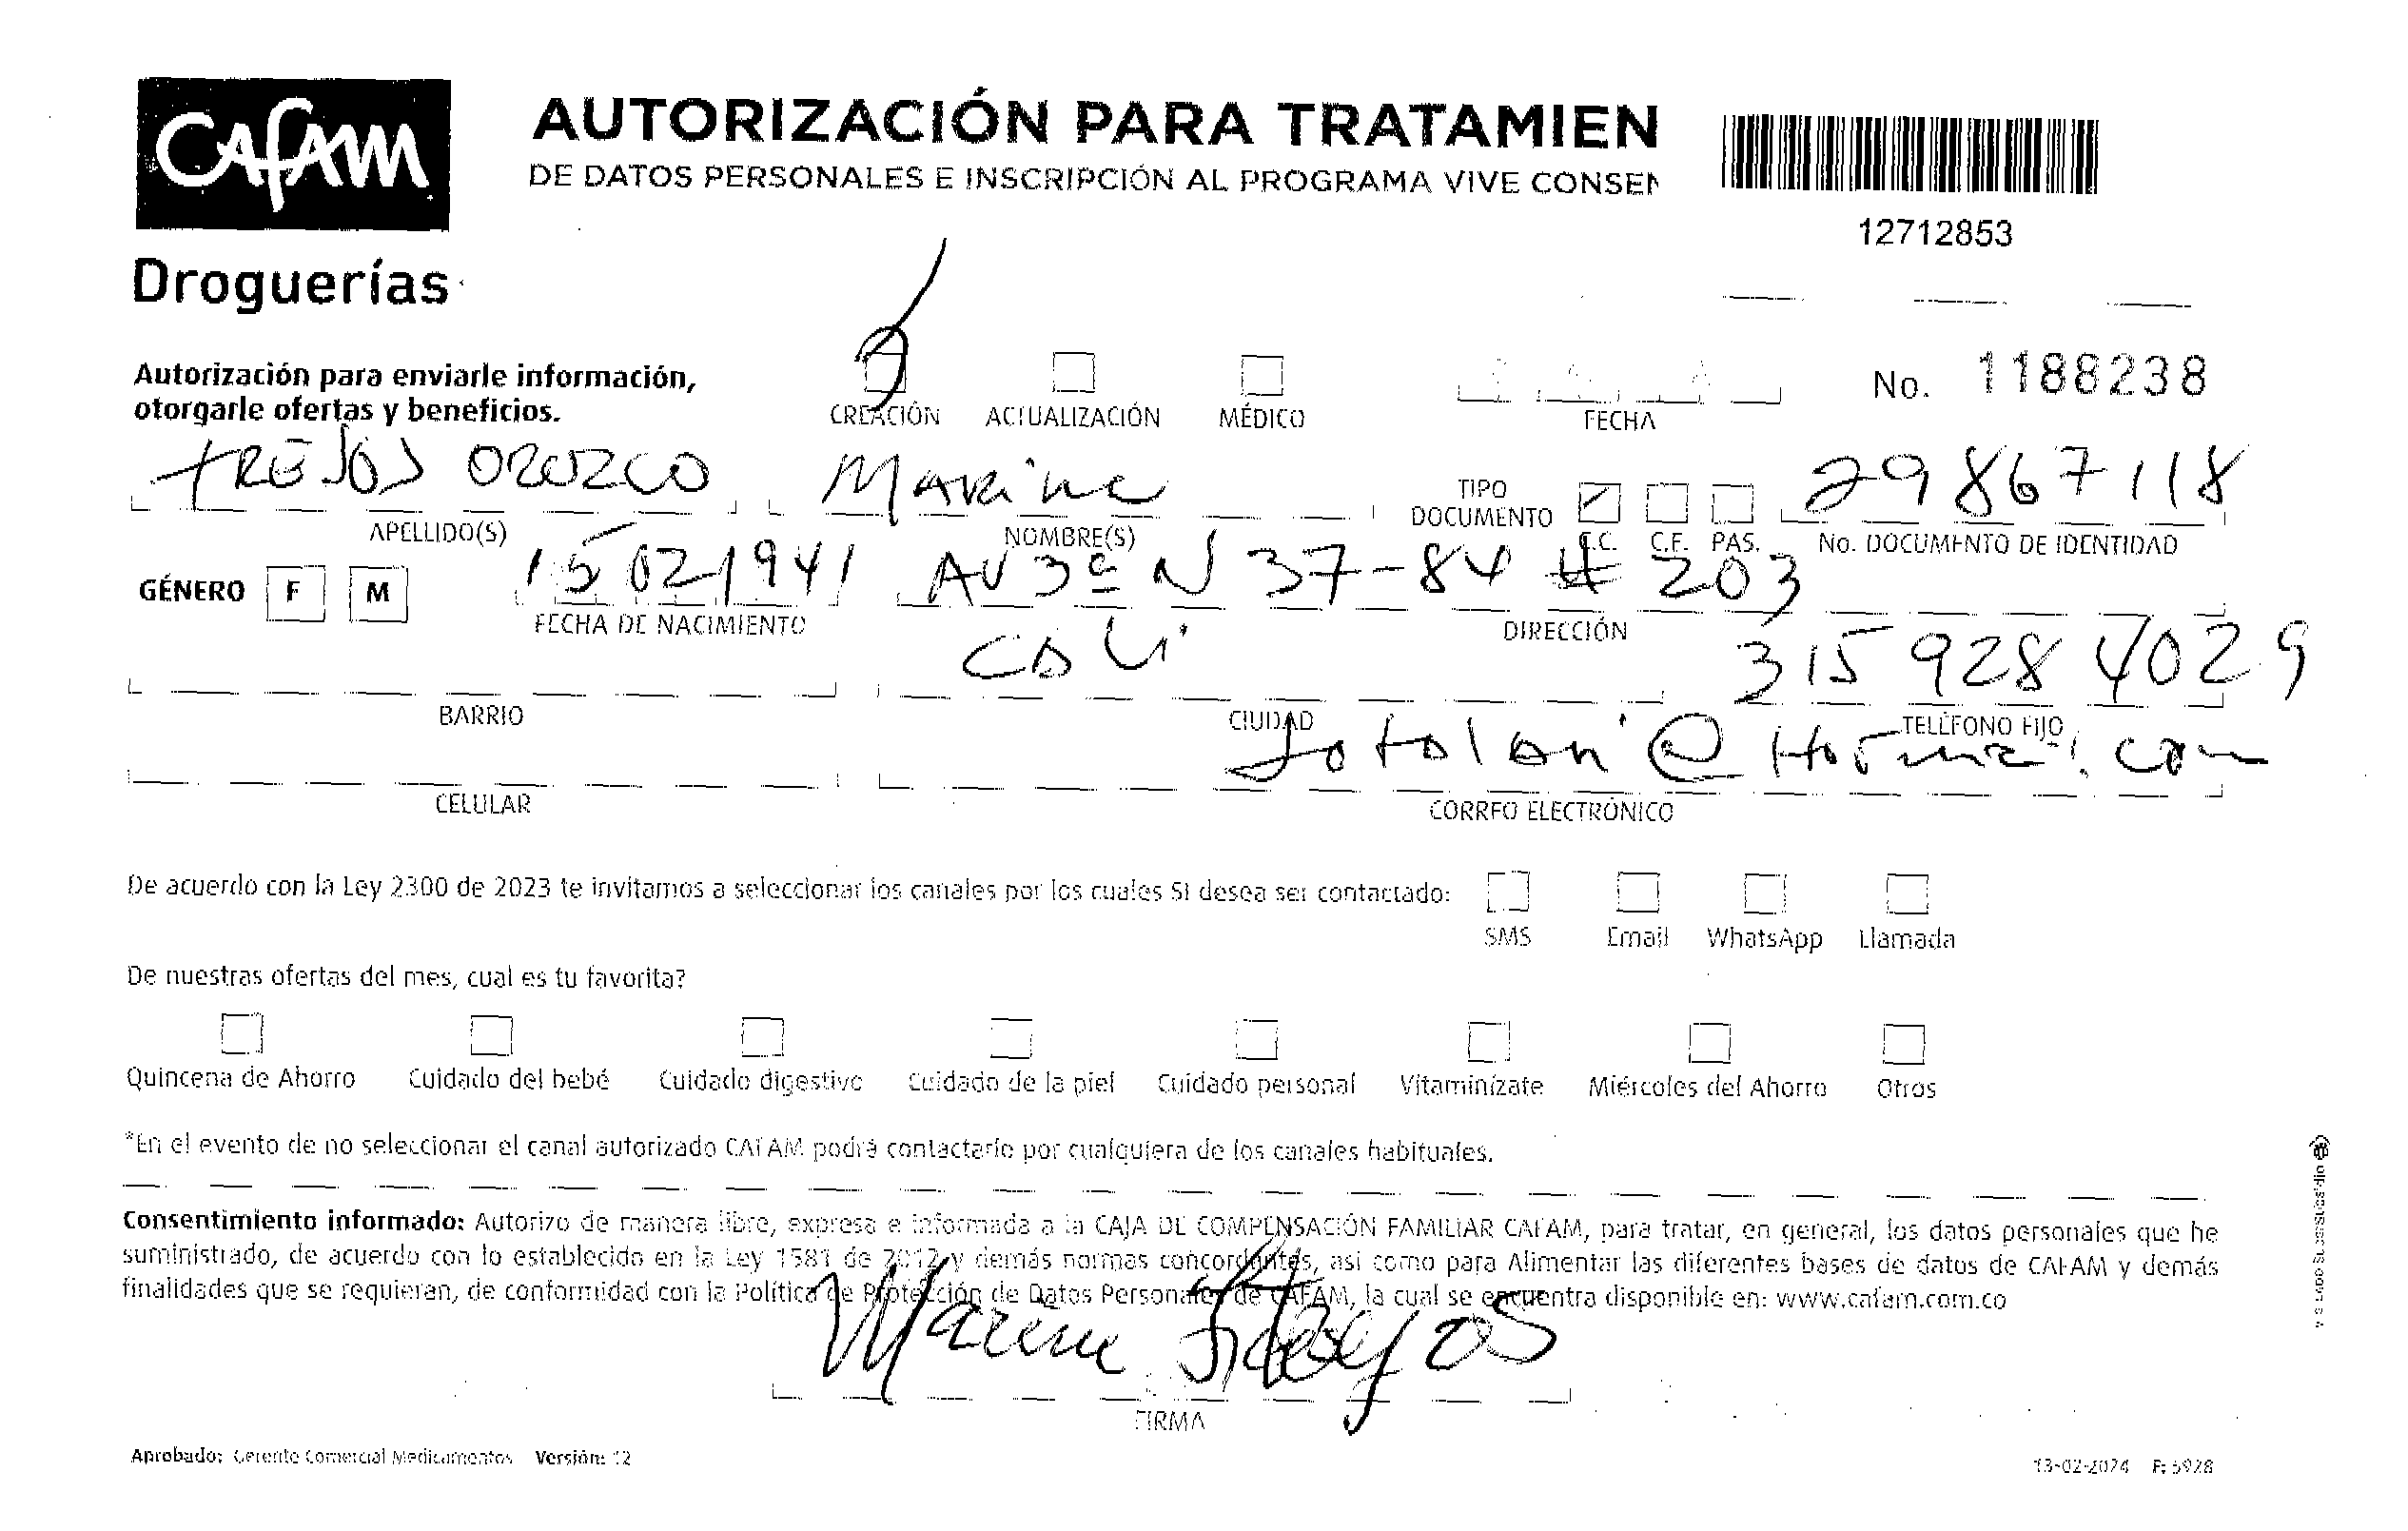 CAFAM
Droguerías
AUTORIZACIÓN PARA TRATAMIEN
DE DATOS PERSONALES E INSCRIPCIÓN AL PROGRAMA VIVE CONSEN
12712853
Autorización para enviarle información,
otorgarle ofertas y beneficios.
CREACIÓN ACTUALIZACIÓN MÉDICO FECHA No. 1188238
TREJOS OROZCO Marina 29867118
APELLIDO(S) NOMBRE(S) TIPO DOCUMENTO C.C. C.E. PAS. No. DOCUMENTO DE IDENTIDAD
GÉNERO F M 15 02 1941 AV 3ª N 37-84 # 203
FECHA DE NACIMIENTO DIRECCIÓN
Cali 315 928 4029
BARRIO CIUDAD TELÉFONO FIJO
CELULAR CORREO ELECTRÓNICO
De acuerdo con la Ley 2300 de 2023 te invitamos a seleccionar los canales por los cuales SI desea ser contactado:
SMS Email WhatsApp Llamada
De nuestras ofertas del mes, cual es tu favorita?
Quincena de Ahorro Cuidado del bebé Cuidado digestivo Cuidado de la piel Cuidado personal Vitaminízate Miércoles del Ahorro Otros
*En el evento de no seleccionar el canal autorizado CAFAM podrá contactarlo por cualquiera de los canales habituales.
Consentimiento informado: Autorizo de manera libre, expresa e informada a la CAJA DE COMPENSACIÓN FAMILIAR CAFAM, para tratar, en general, los datos personales que he
suministrado, de acuerdo con lo establecido en la Ley 1581 de 2012 y demás normas concordantes, así como para Alimentar las diferentes bases de datos de CAFAM y demás
finalidades que se requieran, de conformidad con la Política de Protección de Datos Personales de CAFAM, la cual se encuentra disponible en: www.cafam.com.co
Marina Trejos
FIRMA
Aprobado: Gerente Comercial Medicamentos Versión: 12
13-02-2024 F: 5928